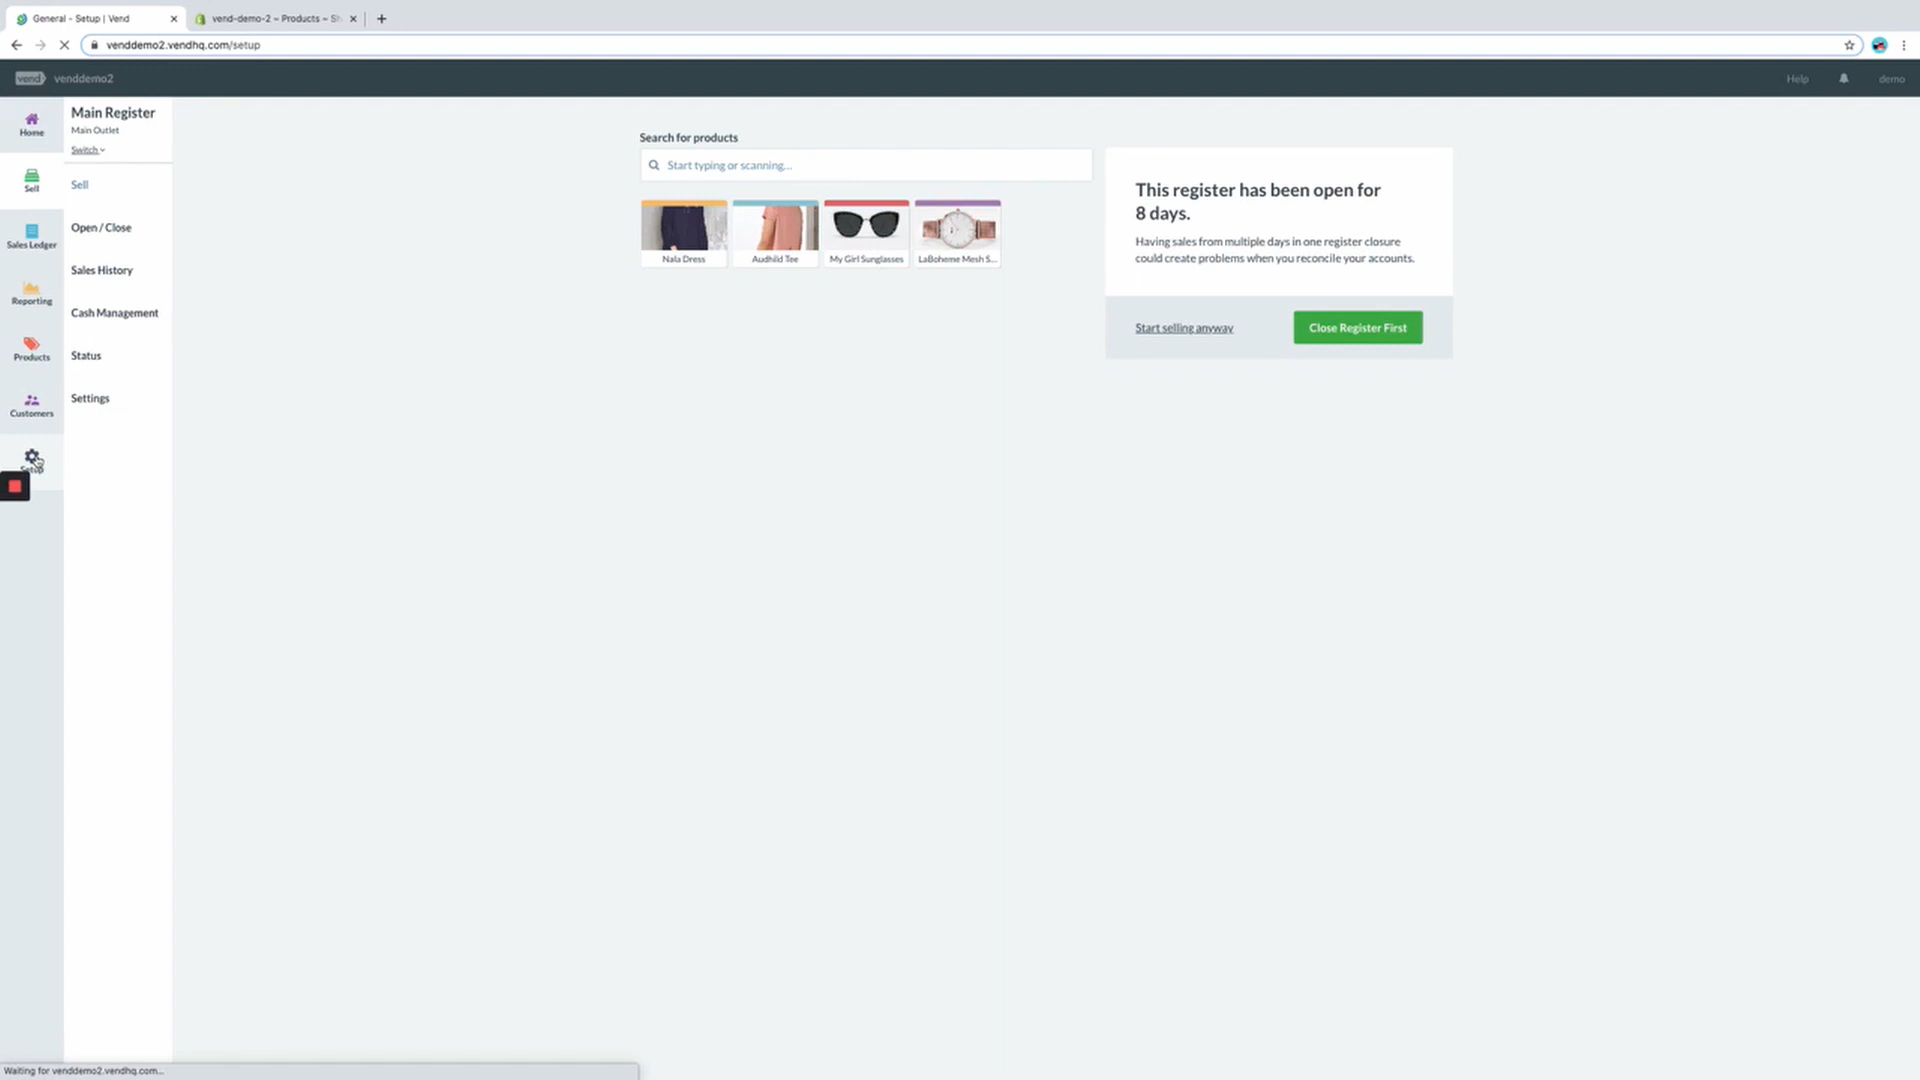 General - Setup | Vend
vend-demo-2 ~ Products ~ Sh
venddemo2.vendhq.com/setup
vend venddemo2
Help
demo
Home
Sell
Sales Ledger
Reporting
Products
Customers
Setup
Main Register
Main Outlet
Switch
Sell
Open / Close
Sales History
Cash Management
Status
Settings
Search for products
Start typing or scanning...
Nala Dress
Audhild Tee
My Girl Sunglasses
LaBoheme Mesh S...
This register has been open for
8 days.
Having sales from multiple days in one register closure
could create problems when you reconcile your accounts.
Start selling anyway
Close Register First
Waiting for venddemo2.vendhq.com...